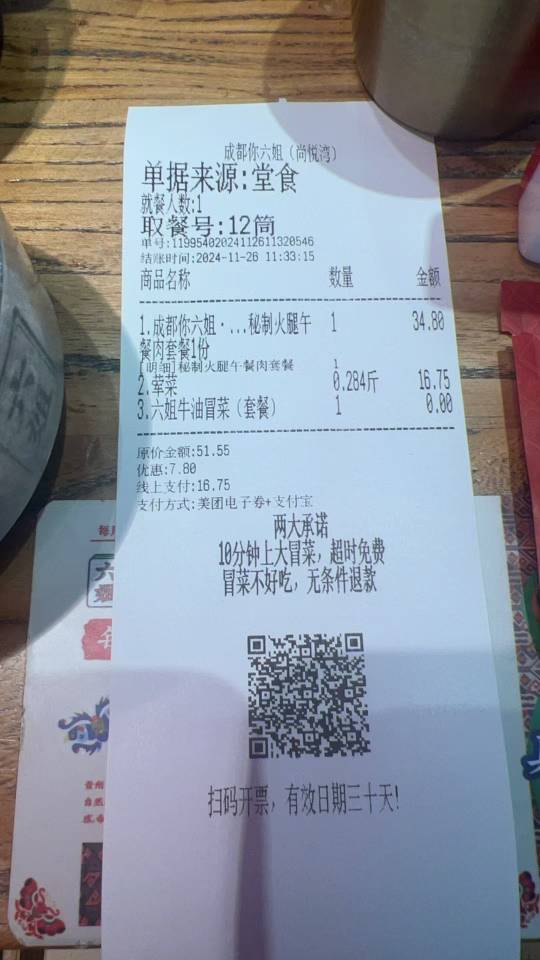 成都你六姐（尚悦湾）
单据来源:堂食
就餐人数:1
取餐号:12筒
单号:11995402024112611320546
结账时间:2024-11-26 11:33:15
商品名称 数量 金额
1.成都你六姐·...秘制火腿午 1 34.80
餐肉套餐1份
[明细]秘制火腿午餐肉套餐 1
2.荤菜 0.284斤 16.75
3.六姐牛油冒菜（套餐） 1 0.00
原价金额:51.55
优惠:7.80
线上支付:16.75
支付方式:美团电子券+支付宝
两大承诺
10分钟上大冒菜，超时免费
冒菜不好吃，无条件退款
扫码开票，有效日期三十天!